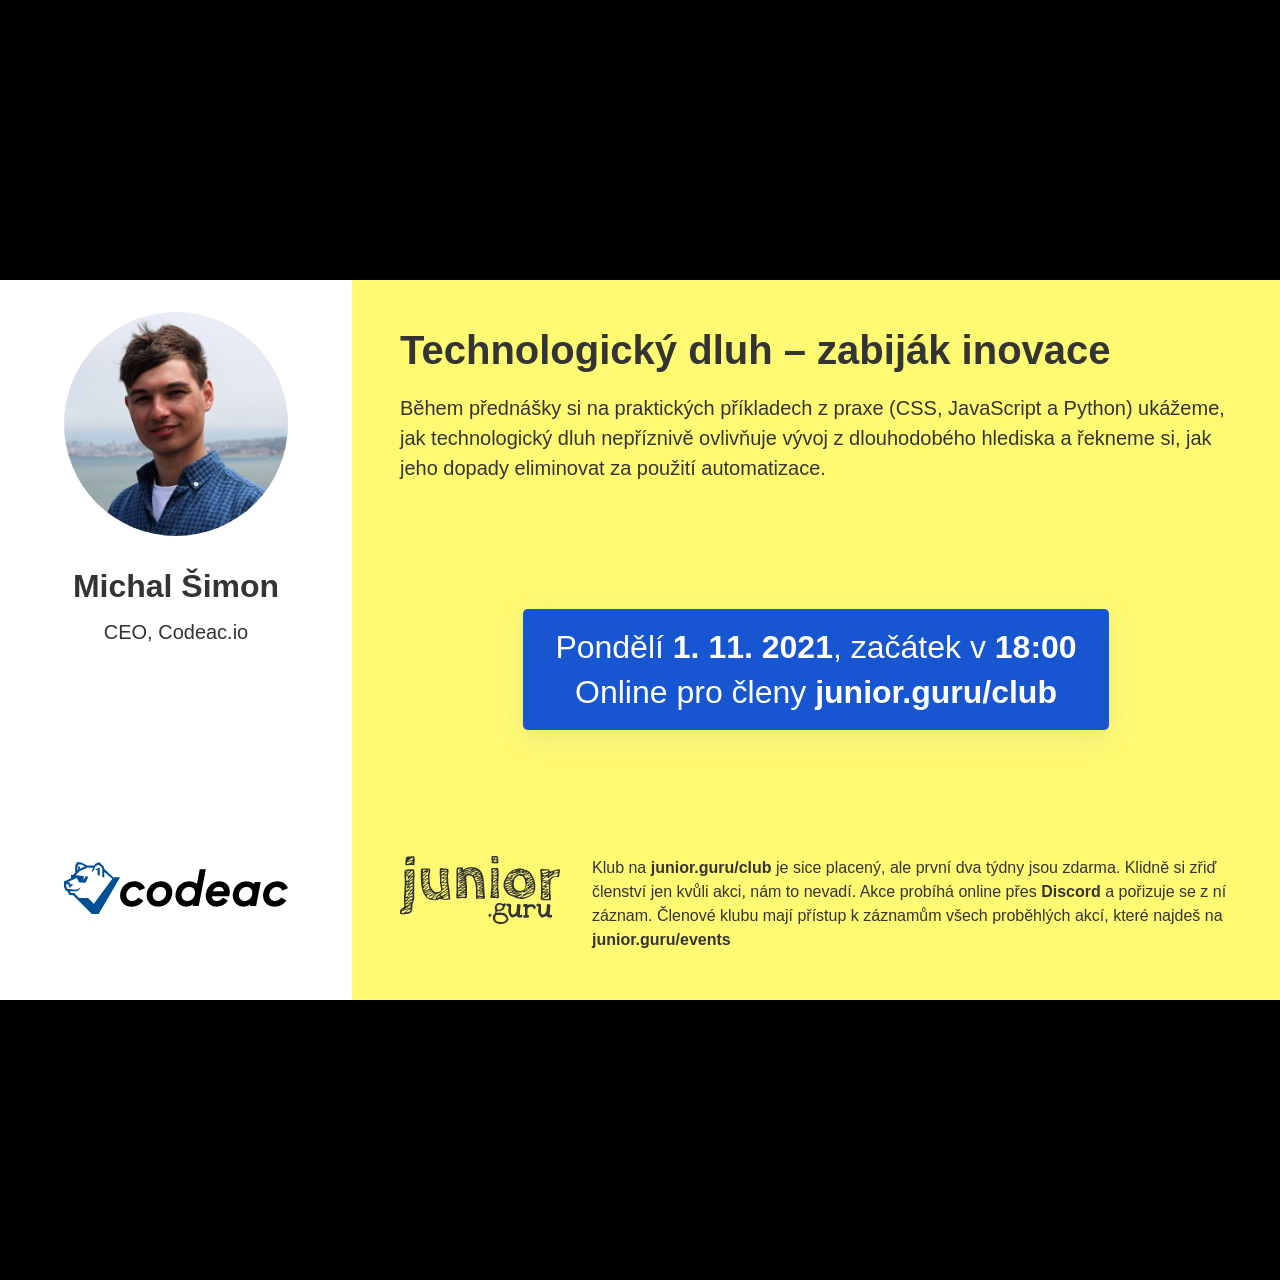 Michal Šimon
CEO, Codeac.io
codeac
Technologický dluh – zabiják inovace
Během přednášky si na praktických příkladech z praxe (CSS, JavaScript a Python) ukážeme,
jak technologický dluh nepříznivě ovlivňuje vývoj z dlouhodobého hlediska a řekneme si, jak
jeho dopady eliminovat za použití automatizace.
Pondělí 1. 11. 2021, začátek v 18:00
Online pro členy junior.guru/club
junior
.guru
Klub na junior.guru/club je sice placený, ale první dva týdny jsou zdarma. Klidně si zřiď
členství jen kvůli akci, nám to nevadí. Akce probíhá online přes Discord a pořizuje se z ní
záznam. Členové klubu mají přístup k záznamům všech proběhlých akcí, které najdeš na
junior.guru/events